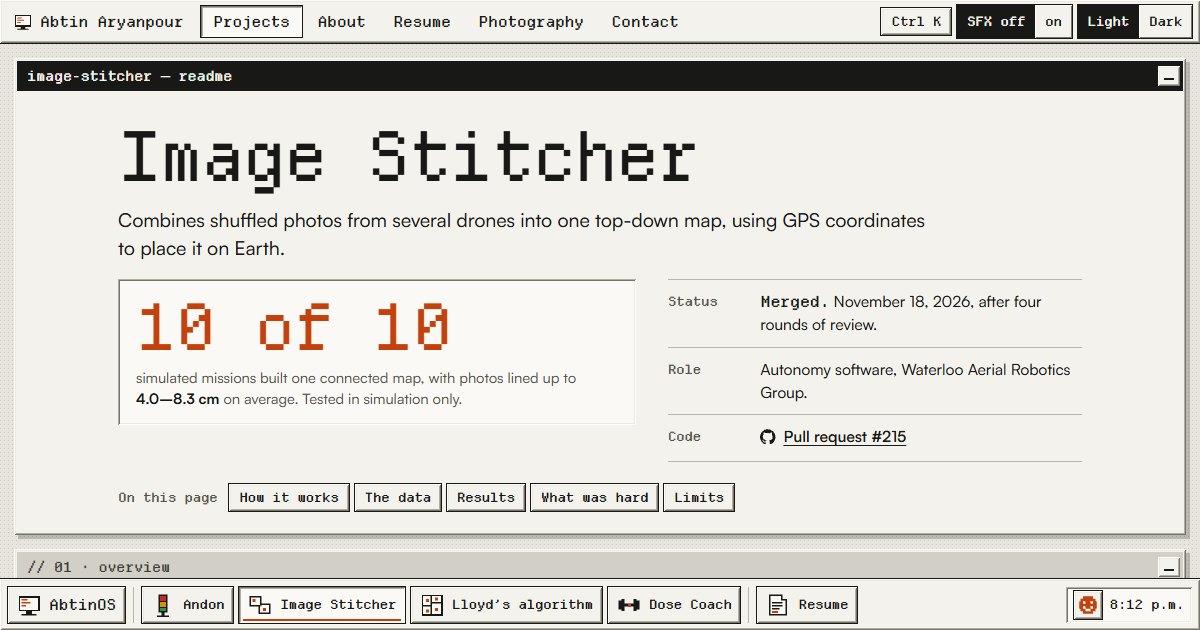 Abtin Aryanpour Projects About Resume Photography Contact Ctrl K SFX off on Light Dark
image-stitcher — readme
Image Stitcher
Combines shuffled photos from several drones into one top-down map, using GPS coordinates
to place it on Earth.
10 of 10
simulated missions built one connected map, with photos lined up to
4.0–8.3 cm on average. Tested in simulation only.
Status Merged. November 18, 2026, after four
rounds of review.
Role Autonomy software, Waterloo Aerial Robotics
Group.
Code Pull request #215
On this page How it works The data Results What was hard Limits
// 01 · overview
AbtinOS Andon Image Stitcher Lloyd's algorithm Dose Coach Resume 8:12 p.m.